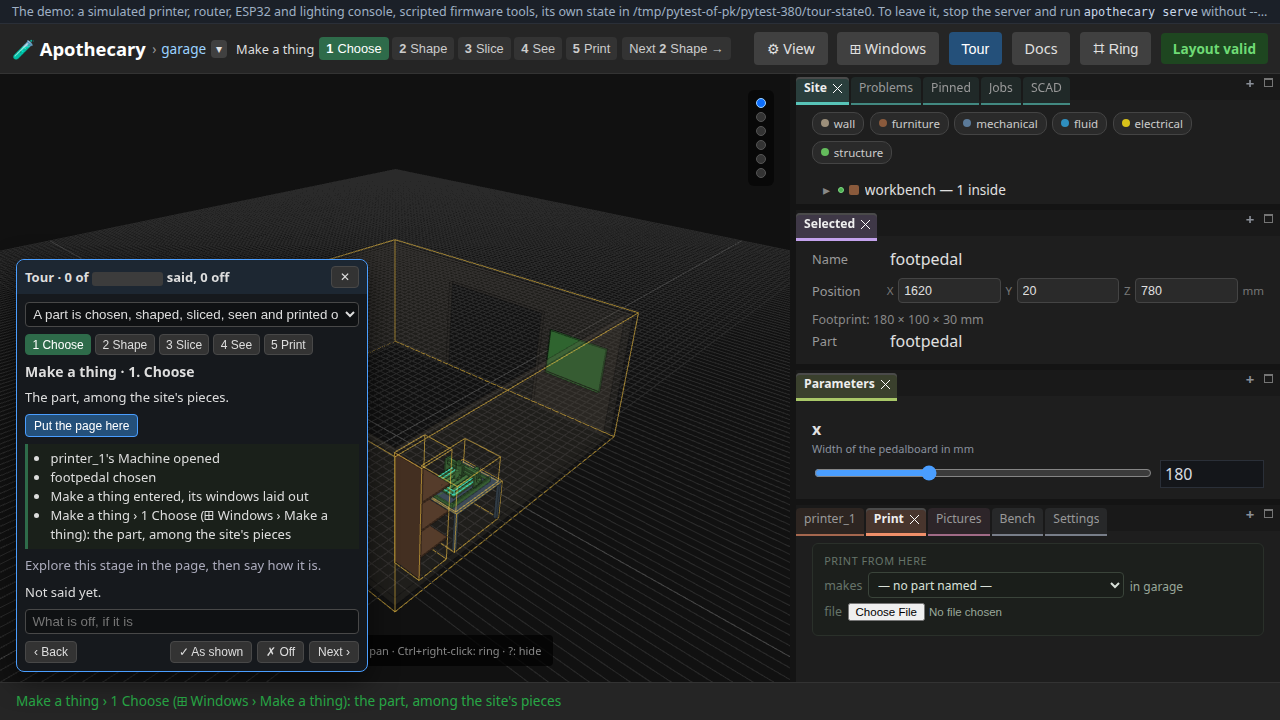 The demo: a simulated printer, router, ESP32 and lighting console, scripted firmware tools, its own state in /tmp/pytest-of-pk/pytest-380/tour-state0. To leave it, stop the server and run apothecary serve without --...
Apothecary › garage ▾ Make a thing 1 Choose 2 Shape 3 Slice 4 See 5 Print Next 2 Shape → ⚙ View ⊞ Windows Tour Docs ⌗ Ring Layout valid
Site Problems Pinned Jobs SCAD
wall furniture mechanical fluid electrical
structure
▸ workbench — 1 inside
Selected
Name footpedal
Position X 1620 Y 20 Z 780 mm
Footprint: 180 × 100 × 30 mm
Part footpedal
Parameters
x
Width of the pedalboard in mm
180
printer_1 Print Pictures Bench Settings
PRINT FROM HERE
makes — no part named — in garage
file Choose File No file chosen
Tour · 0 of said, 0 off
A part is chosen, shaped, sliced, seen and printed o
1 Choose 2 Shape 3 Slice 4 See 5 Print
Make a thing · 1. Choose
The part, among the site's pieces.
Put the page here
• printer_1's Machine opened
• footpedal chosen
• Make a thing entered, its windows laid out
• Make a thing › 1 Choose (⊞ Windows › Make a
thing): the part, among the site's pieces
Explore this stage in the page, then say how it is.
Not said yet.
What is off, if it is
‹ Back ✓ As shown ✗ Off Next ›
pan · Ctrl+right-click: ring · ?: hide
Make a thing › 1 Choose (⊞ Windows › Make a thing): the part, among the site's pieces